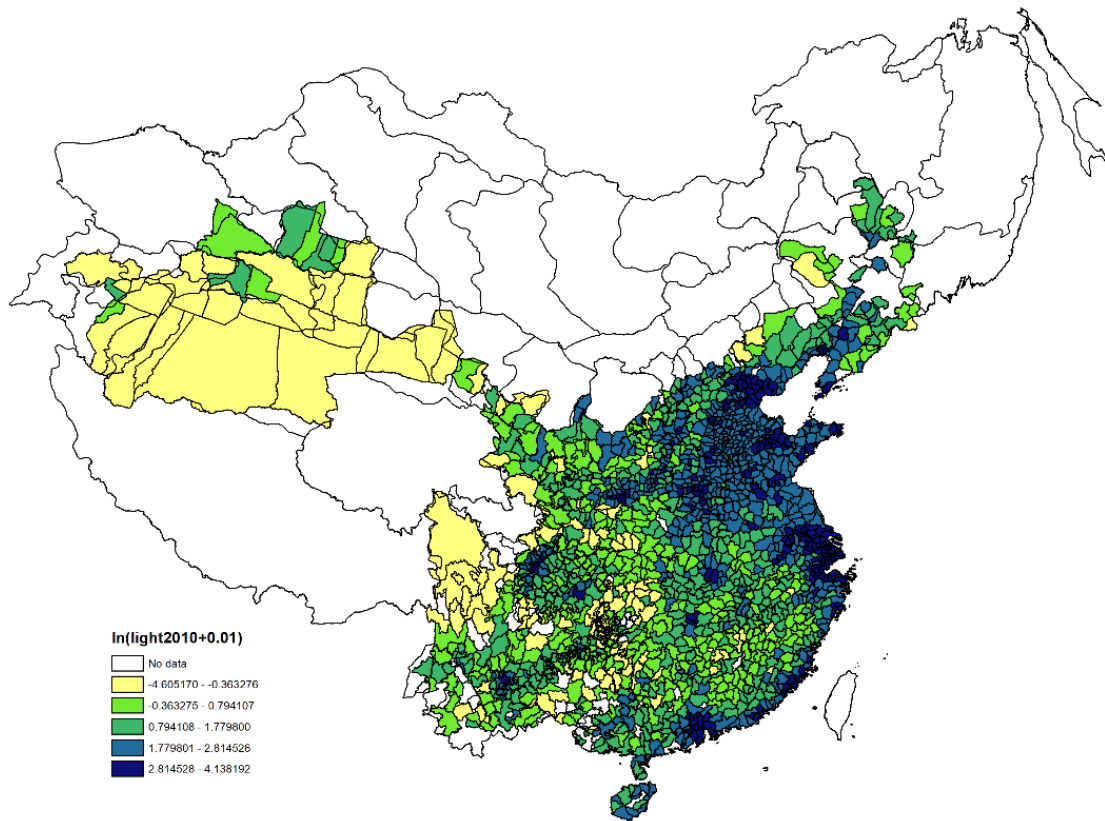 ln(light2010+0.01)
No data
-4.605170 - -0.363276
-0.363275 - 0.794107
0.794108 - 1.779800
1.779801 - 2.814526
2.814528 - 4.138192